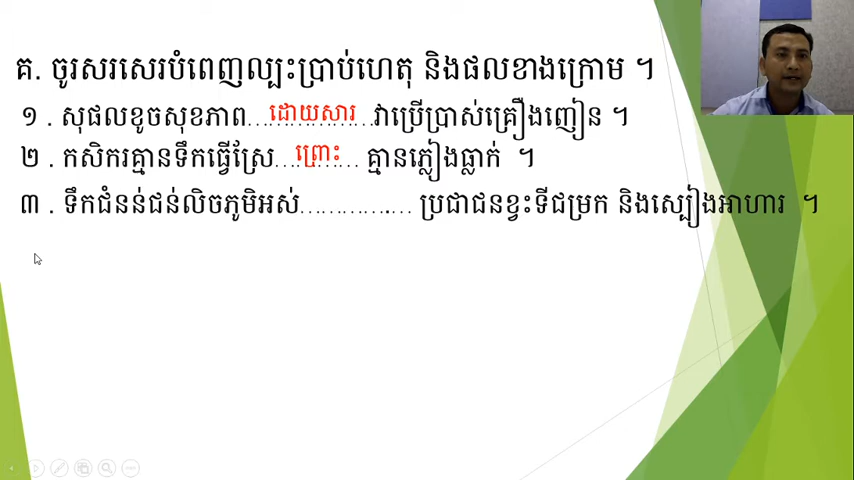 គ. ចូរសរសេរបំពេញល្បះប្រាប់ហេតុ និងផលខាងក្រោម ។
១ . សុផលខូចសុខភាព....ដោយសារ....វាប្រើប្រាស់គ្រឿងញៀន ។
២ . កសិករគ្មានទឹកធ្វើស្រែ....ព្រោះ.... គ្មានភ្លៀងធ្លាក់ ។
៣ . ទឹកជំនន់ជន់លិចភូមិអស់................ ប្រជាជនខ្វះទីជម្រក និងស្បៀងអាហារ ។